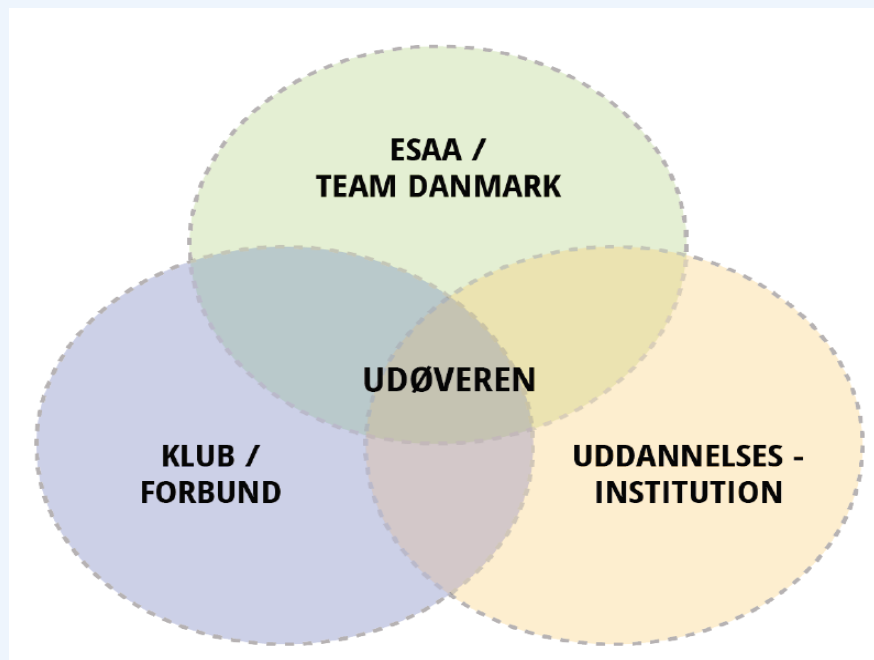 ESAA /
TEAM DANMARK
UDØVEREN
KLUB /
FORBUND
UDDANNELSES -
INSTITUTION